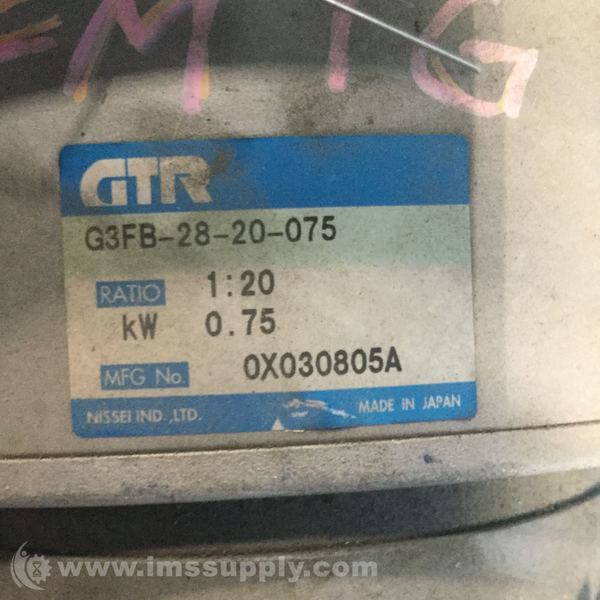 FMTG
GTR
G3FB-28-20-075
RATIO 1:20
kW 0.75
MFG No. 0X030805A
NISSEI IND.,LTD. MADE IN JAPAN
www.imssupply.com